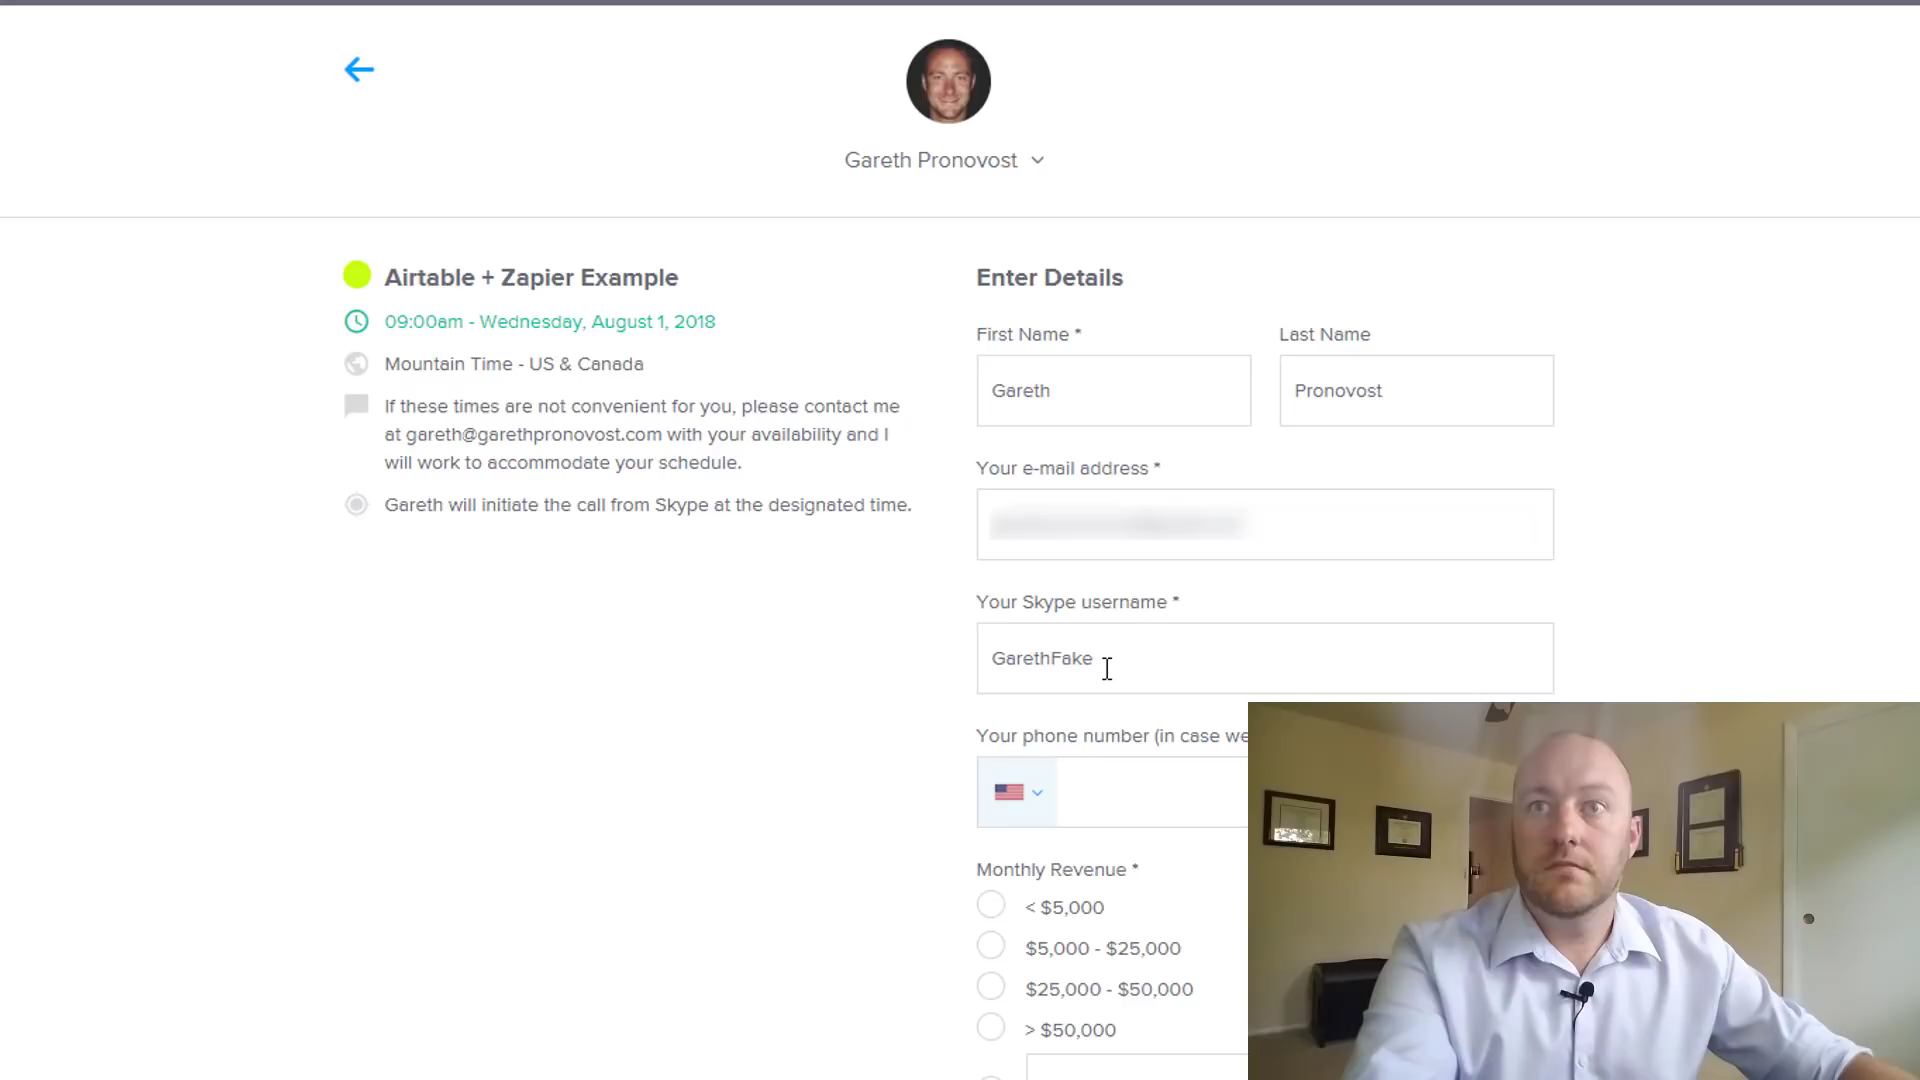 Gareth Pronovost
Airtable + Zapier Example
09:00am - Wednesday, August 1, 2018
Mountain Time - US & Canada
If these times are not convenient for you, please contact me
at gareth@garethpronovost.com with your availability and I
will work to accommodate your schedule.
Gareth will initiate the call from Skype at the designated time.
Enter Details
First Name *
Last Name
Gareth
Pronovost
Your e-mail address *
Your Skype username *
GarethFake
Your phone number (in case we
Monthly Revenue *
< $5,000
$5,000 - $25,000
$25,000 - $50,000
> $50,000